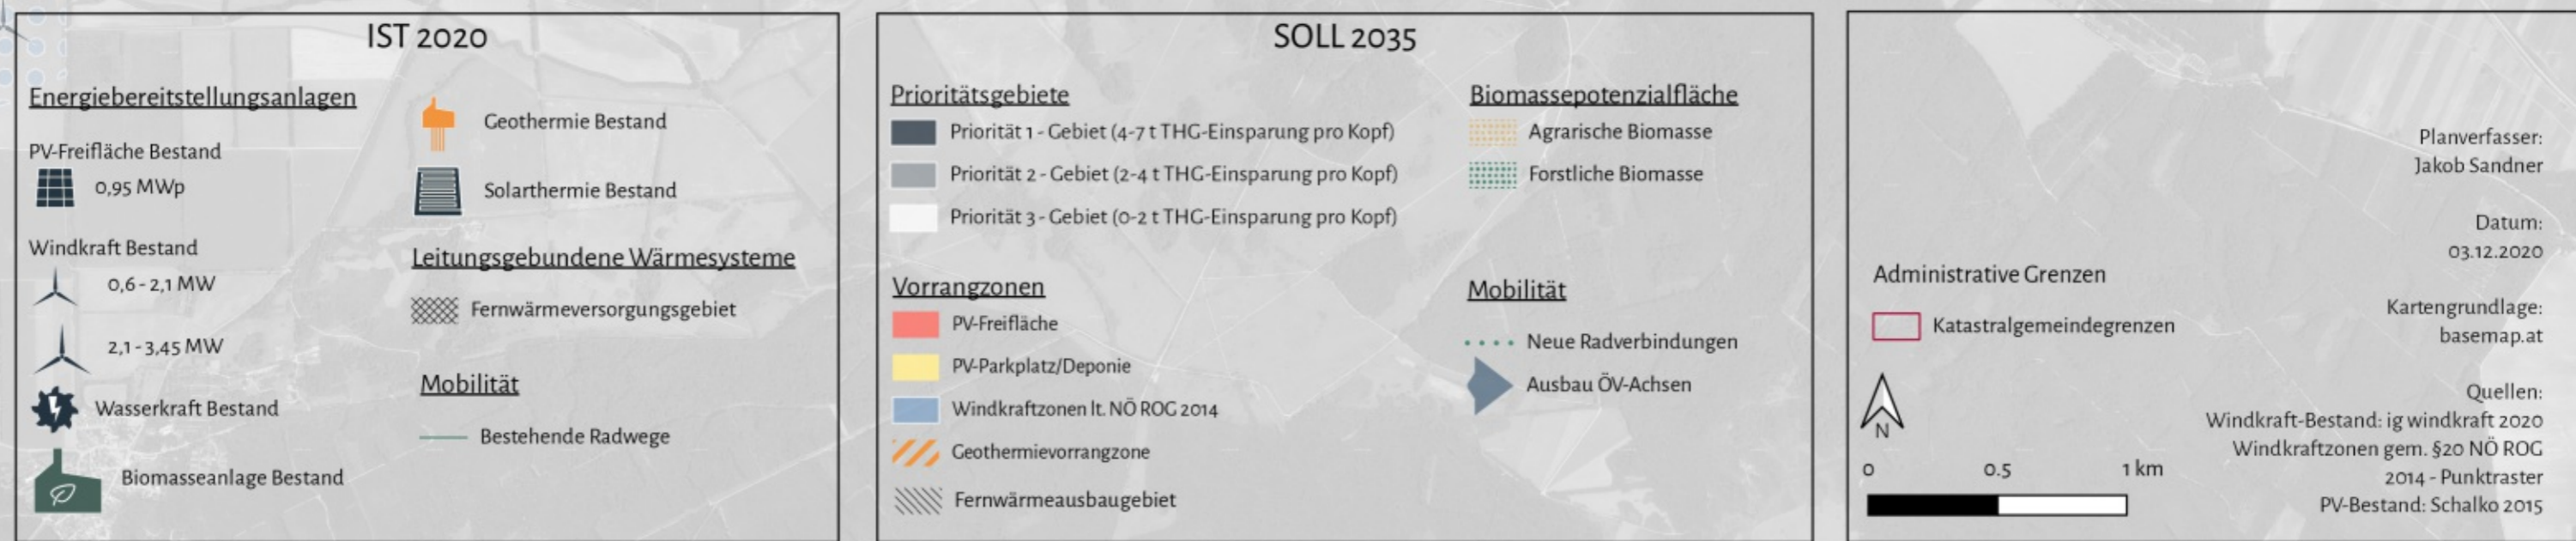 IST 2020
Energiebereitstellungsanlagen
PV-Freifläche Bestand
0,95 MWp
Windkraft Bestand
0,6 - 2,1 MW
2,1 - 3,45 MW
Wasserkraft Bestand
Biomasseanlage Bestand
Geothermie Bestand
Solarthermie Bestand
Leitungsgebundene Wärmesysteme
Fernwärmeversorgungsgebiet
Mobilität
Bestehende Radwege
SOLL 2035
Prioritätsgebiete
Priorität 1 - Gebiet (4-7 t THG-Einsparung pro Kopf)
Priorität 2 - Gebiet (2-4 t THG-Einsparung pro Kopf)
Priorität 3 - Gebiet (0-2 t THG-Einsparung pro Kopf)
Vorrangzonen
PV-Freifläche
PV-Parkplatz/Deponie
Windkraftzonen lt. NÖ ROG 2014
Geothermievorrangzone
Fernwärmeausbaugebiet
Biomassepotenzialfläche
Agrarische Biomasse
Forstliche Biomasse
Mobilität
Neue Radverbindungen
Ausbau ÖV-Achsen
Administrative Grenzen
Katastralgemeindegrenzen
N
0 0.5 1 km
Planverfasser:
Jakob Sandner
Datum:
03.12.2020
Kartengrundlage:
basemap.at
Quellen:
Windkraft-Bestand: ig windkraft 2020
Windkraftzonen gem. §20 NÖ ROG
2014 - Punktraster
PV-Bestand: Schalko 2015